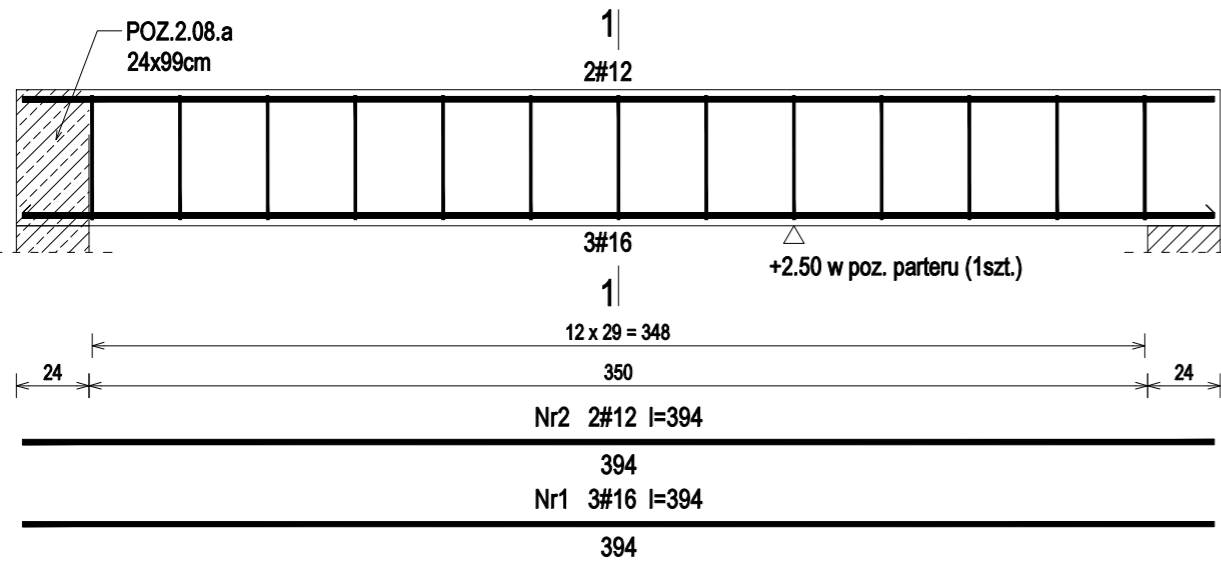 POZ.2.08.a
24x99cm
1
2#12
3#16
+2.50 w poz. parteru (1szt.)
1
12 x 29 = 348
24 350 24
Nr2 2#12 l=394
394
Nr1 3#16 l=394
394